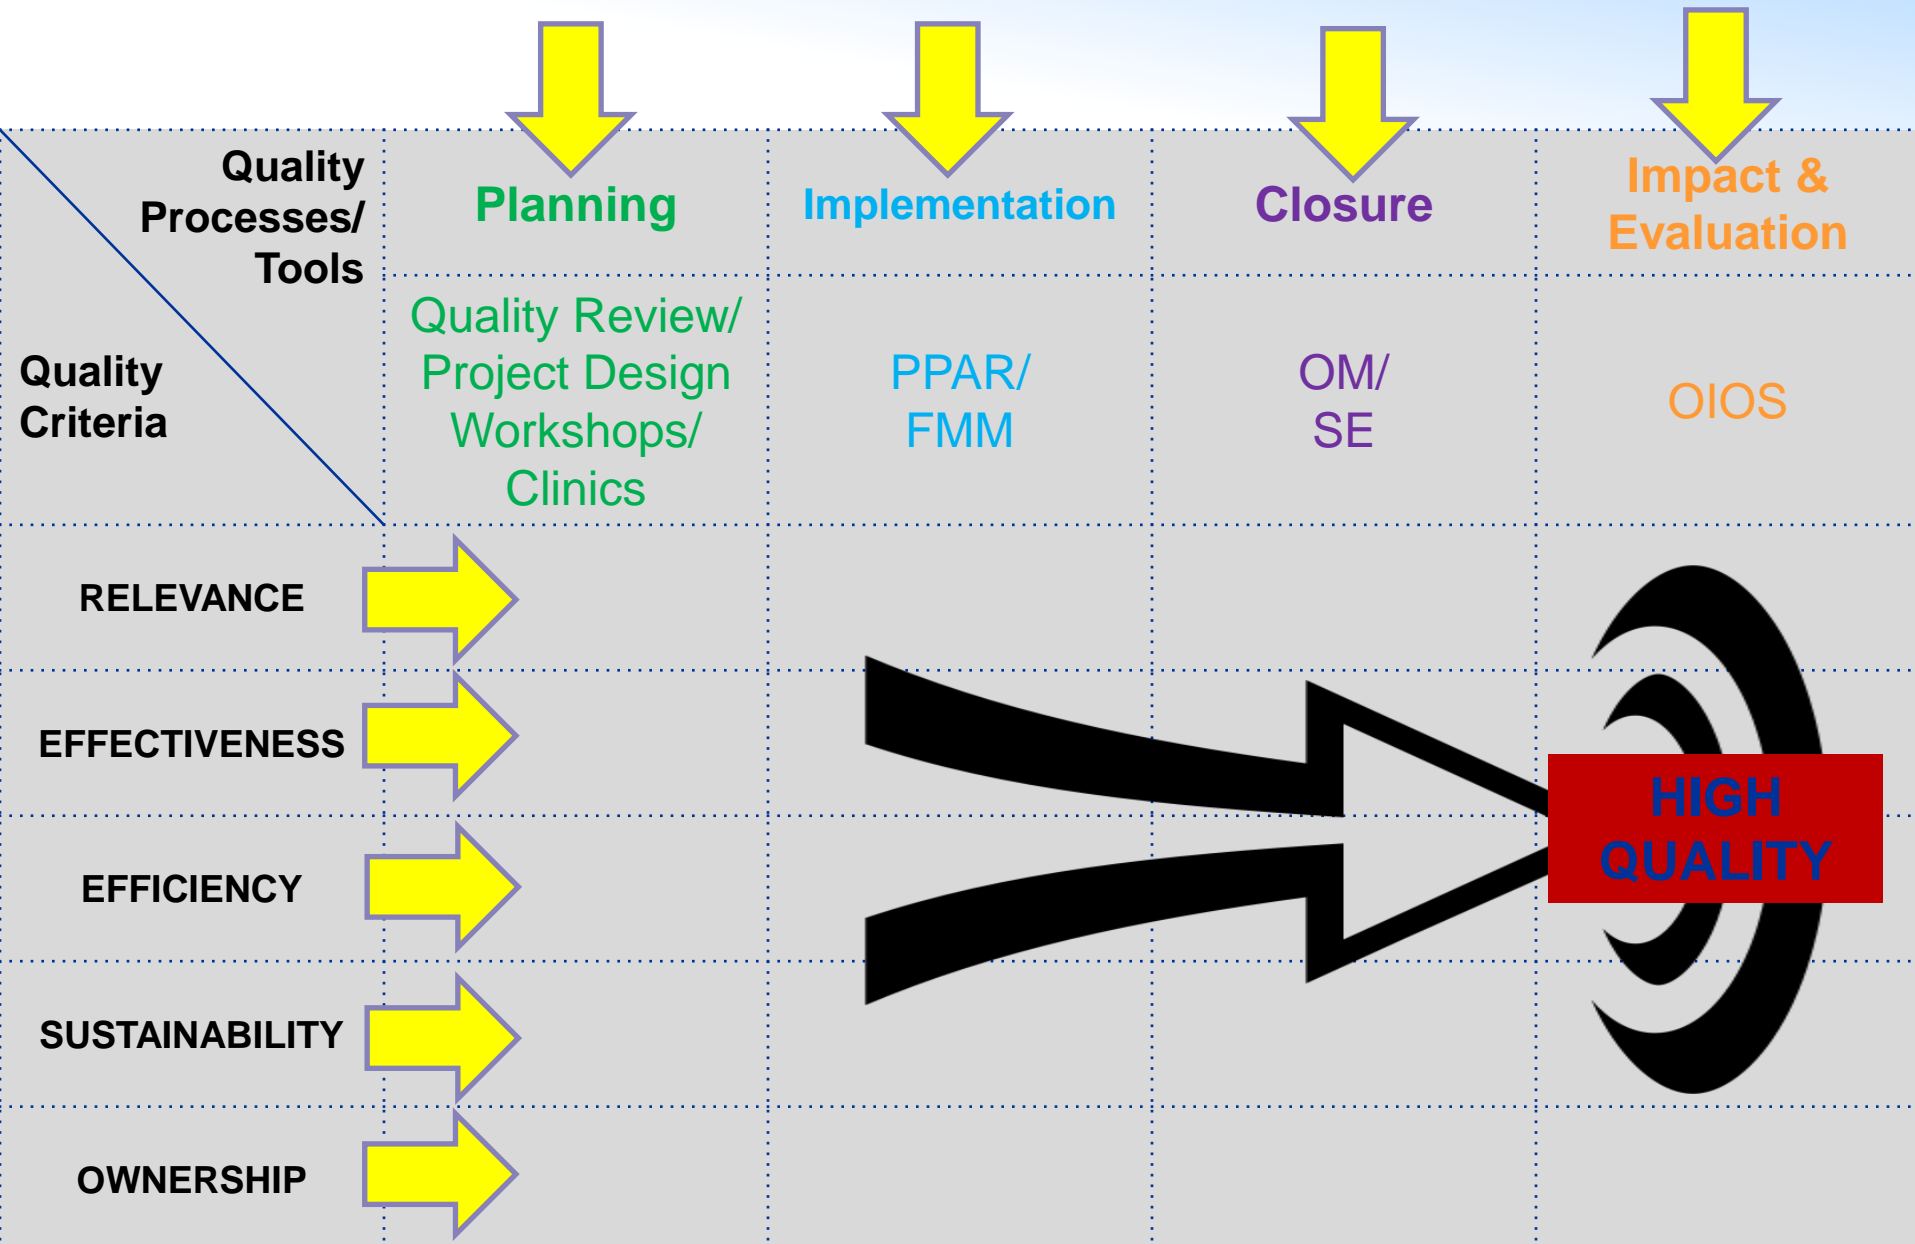 Quality
Processes/
Tools
Quality
Criteria
Planning
Implementation
Closure
Impact &
Evaluation
Quality Review/
Project Design
Workshops/
Clinics
PPAR/
FMM
OM/
SE
OIOS
RELEVANCE
EFFECTIVENESS
EFFICIENCY
SUSTAINABILITY
OWNERSHIP
HIGH
QUALITY